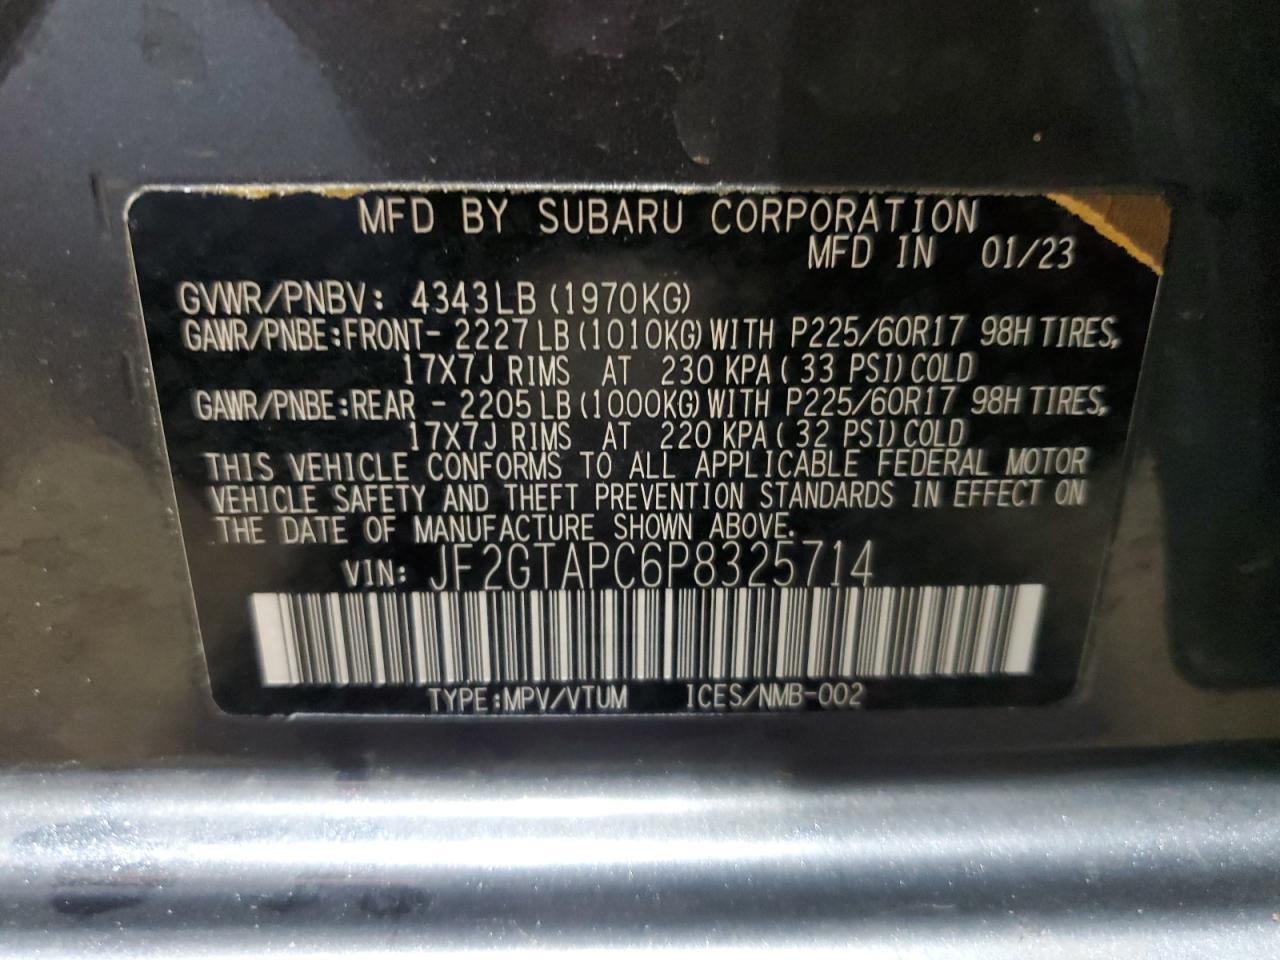 MFD BY SUBARU CORPORATION
MFD IN 01/23
GVWR/PNBV: 4343LB (1970KG)
GAWR/PNBE:FRONT- 2227 LB (1010KG) WITH P225/60R17 98H TIRES,
17X7J RIMS AT 230 KPA ( 33 PSI) COLD
GAWR/PNBE:REAR - 2205 LB (1000KG) WITH P225/60R17 98H TIRES,
17X7J RIMS AT 220 KPA ( 32 PSI) COLD
THIS VEHICLE CONFORMS TO ALL APPLICABLE FEDERAL MOTOR
VEHICLE SAFETY AND THEFT PREVENTION STANDARDS IN EFFECT ON
THE DATE OF MANUFACTURE SHOWN ABOVE.
VIN: JF2GTAPC6P8325714
TYPE:MPV/VTUM ICES/NMB-002